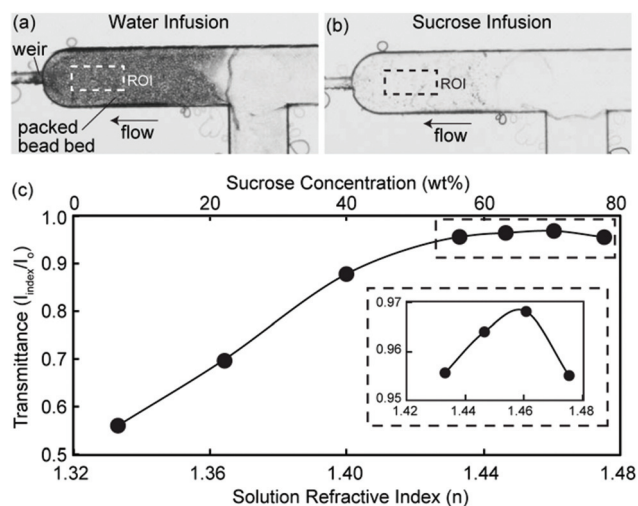 (a) Water Infusion
weir
ROI
packed
bead bed
flow
(b) Sucrose Infusion
ROI
flow
(c)
Sucrose Concentration (wt%)
0 20 40 60 80
Transmittance (I_index/I_o)
1.0
0.9
0.8
0.7
0.6
0.5
0.97
0.96
0.95
1.42 1.44 1.46 1.48
1.32 1.36 1.40 1.44 1.48
Solution Refractive Index (n)